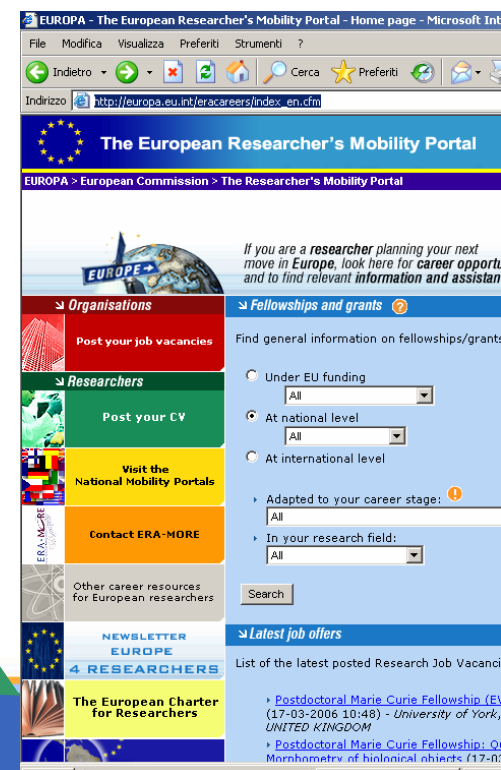 EUROPA - The European Researcher's Mobility Portal - Home page - Microsoft Int
File Modifica Visualizza Preferiti Strumenti ?
Indietro Cerca Preferiti
Indirizzo http://europa.eu.int/eracareers/index_en.cfm
The European Researcher's Mobility Portal
EUROPA > European Commission > The Researcher's Mobility Portal
EUROPE
If you are a researcher planning your next
move in Europe, look here for career opportu
and to find relevant information and assistan
Organisations
Post your job vacancies
Researchers
Post your CV
Visit the
National Mobility Portals
ERA-MORE
Contact ERA-MORE
Other career resources
for European researchers
NEWSLETTER
EUROPE
4 RESEARCHERS
The European Charter
for Researchers
Fellowships and grants ?
Find general information on fellowships/grants
Under EU funding
All
At national level
All
At international level
Adapted to your career stage: !
All
In your research field:
All
Search
Latest job offers
List of the latest posted Research Job Vacanci
Postdoctoral Marie Curie Fellowship (EV
(17-03-2006 10:48) - University of York,
UNITED KINGDOM
Postdoctoral Marie Curie Fellowship: Qu
Morphometry of biological objects (17-03